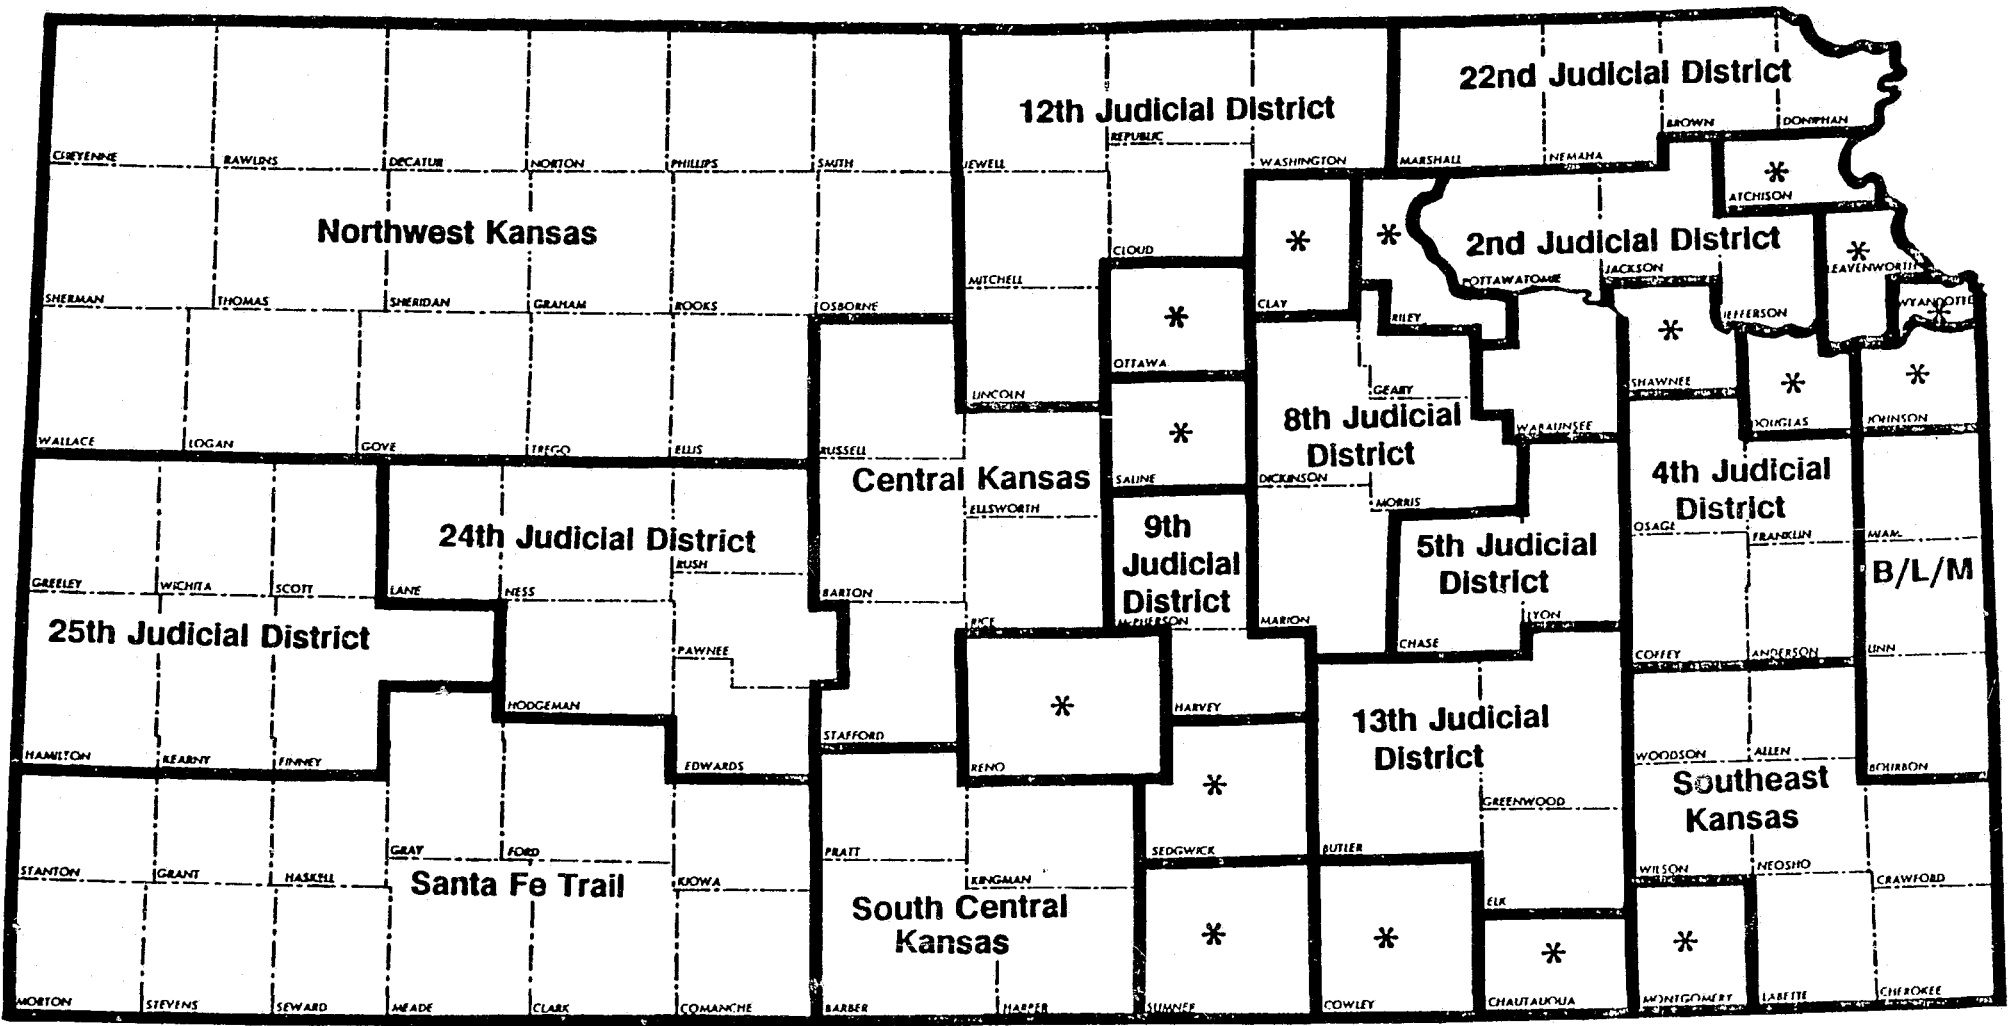 22nd Judicial District
12th Judicial District
BROWN
DONIPHAN
CHEYENNE
RAWLINS
DECATUR
NORTON
PHILLIPS
SMITH
JEWELL
REPUBLIC
WASHINGTON
MARSHALL
NEMAHA
*
ATCHISON
Northwest Kansas
*
*
2nd Judicial District
*
LEAVENWORTH
CLOUD
MITCHELL
POTTAWATOMIE
JACKSON
SHERMAN
THOMAS
SHERIDAN
GRAHAM
ROOKS
OSBORNE
CLAY
RILEY
JEFFERSON
WYANDOTTE
*
*
*
OTTAWA
LINCOLN
GEARY
SHAWNEE
*
*
DOUGLAS
JOHNSON
WALLACE
LOGAN
GOVE
TREGO
ELLIS
RUSSELL
*
8th Judicial
District
WABAUNSEE
Central Kansas
SALINE
DICKINSON
MORRIS
4th Judicial
District
ELLSWORTH
OSAGE
FRANKLIN
MIAMI
24th Judicial District
RUSH
9th
Judicial
District
5th Judicial
District
B/L/M
GREELEY
WICHITA
SCOTT
LANE
NESS
BARTON
RICE
McPHERSON
MARION
LYON
CHASE
25th Judicial District
PAWNEE
COFFEY
ANDERSON
LINN
HODGEMAN
*
HARVEY
13th Judicial
District
STAFFORD
HAMILTON
KEARNY
FINNEY
EDWARDS
RENO
WOODSON
ALLEN
BOURBON
*
Southeast
Kansas
GREENWOOD
GRAY
FORD
PRATT
SEDGWICK
BUTLER
STANTON
GRANT
HASKELL
Santa Fe Trail
KIOWA
KINGMAN
WILSON
NEOSHO
CRAWFORD
South Central
Kansas
ELK
*
*
*
*
MORTON
STEVENS
SEWARD
MEADE
CLARK
COMANCHE
BARBER
HARPER
SUMNER
COWLEY
CHAUTAUQUA
MONTGOMERY
LABETTE
CHEROKEE